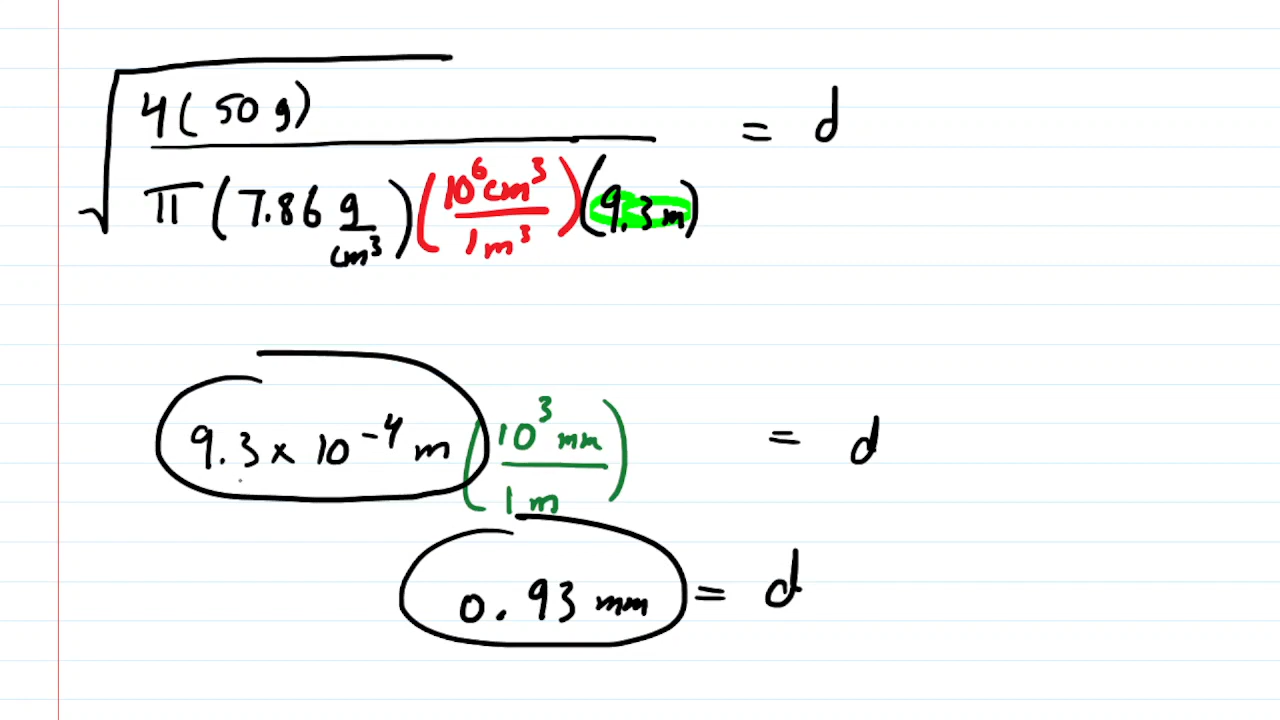 √ 4(50 g) / π(7.86 g/cm³)(10⁶cm³/1m³)(9.3 m) = d
9.3 x 10⁻⁴ m (10³ mm/1 m) = d
0.93 mm = d